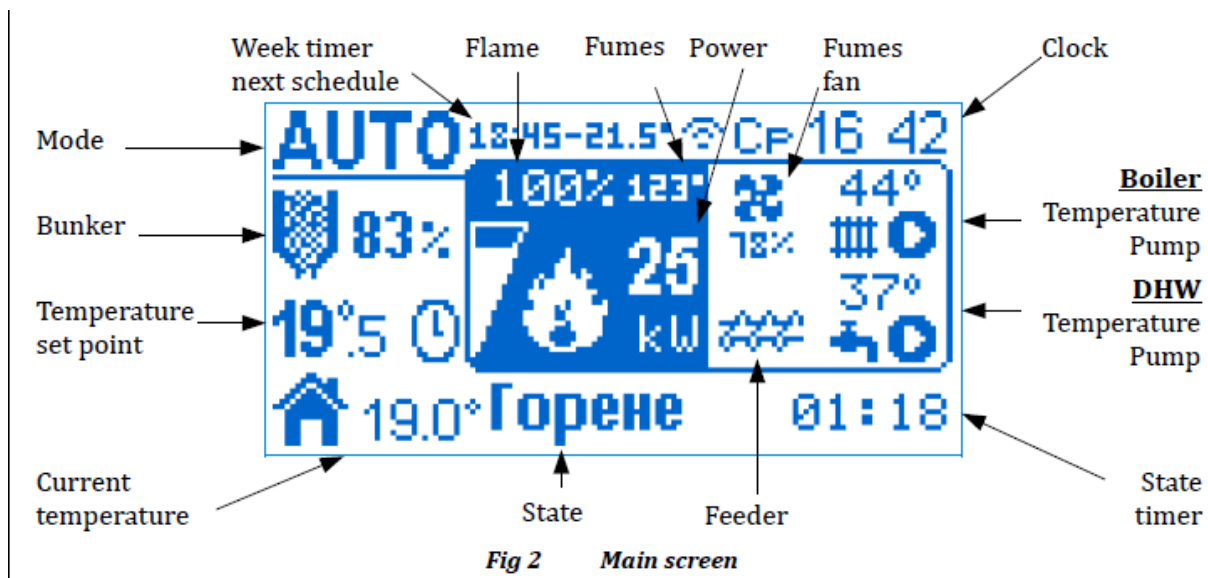 Week timer
next schedule
Flame
Fumes
Power
Fumes
fan
Clock
Mode
AUTO
18:45-21.5°
Ср
16 42
100%
123°
44°
Boiler
Temperature
Pump
Bunker
83%
7
25
kW
78%
37°
DHW
Temperature
Pump
Temperature
set point
19°.5
19.0°
Горене
01:18
Current
temperature
State
Feeder
State
timer
Fig 2 Main screen